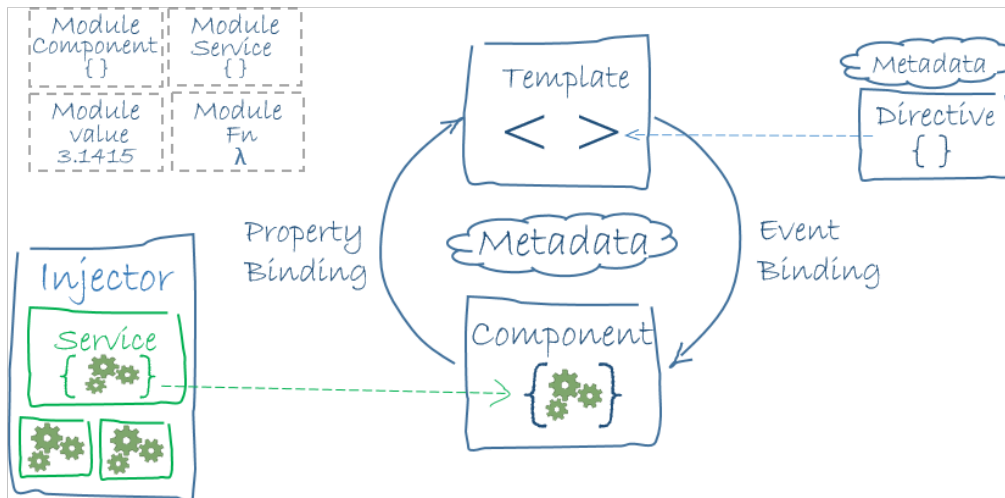 Module
Component
{ }
Module
Service
{ }
Module
value
3.1415
Module
Fn
λ
Template
< >
Metadata
Directive
{ }
Property
Binding
Metadata
Event
Binding
Injector
Service
{ }
Component
{ }